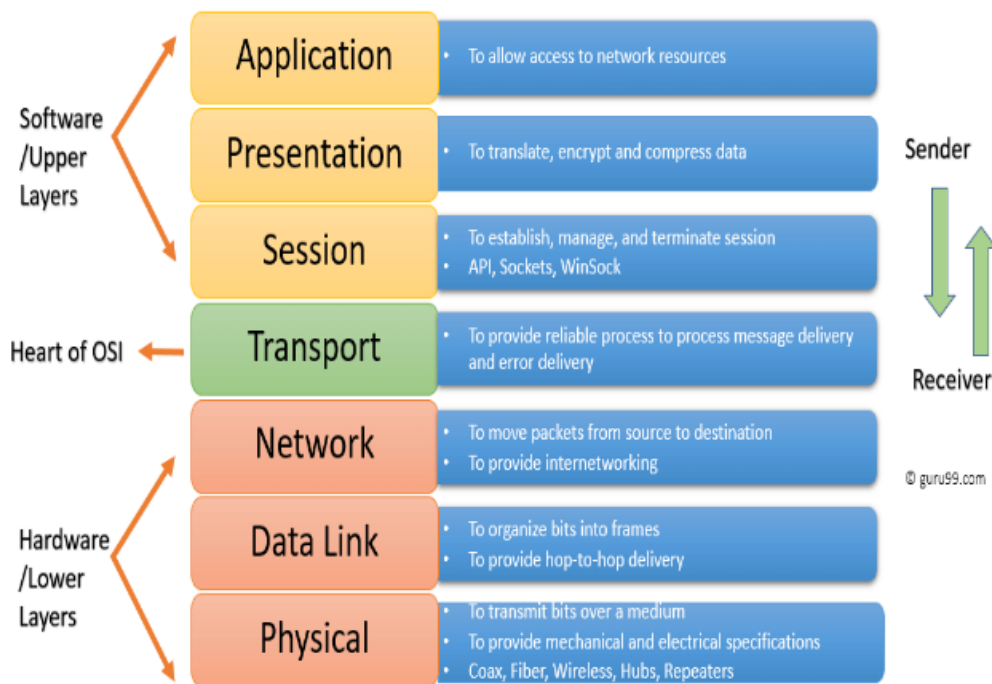 Application
• To allow access to network resources
Software
/Upper
Layers
Presentation
• To translate, encrypt and compress data
Sender
Session
• To establish, manage, and terminate session
• API, Sockets, WinSock
Heart of OSI
Transport
• To provide reliable process to process message delivery
and error delivery
Receiver
Network
• To move packets from source to destination
• To provide internetworking
© guru99.com
Hardware
/Lower
Layers
Data Link
• To organize bits into frames
• To provide hop-to-hop delivery
Physical
• To transmit bits over a medium
• To provide mechanical and electrical specifications
• Coax, Fiber, Wireless, Hubs, Repeaters